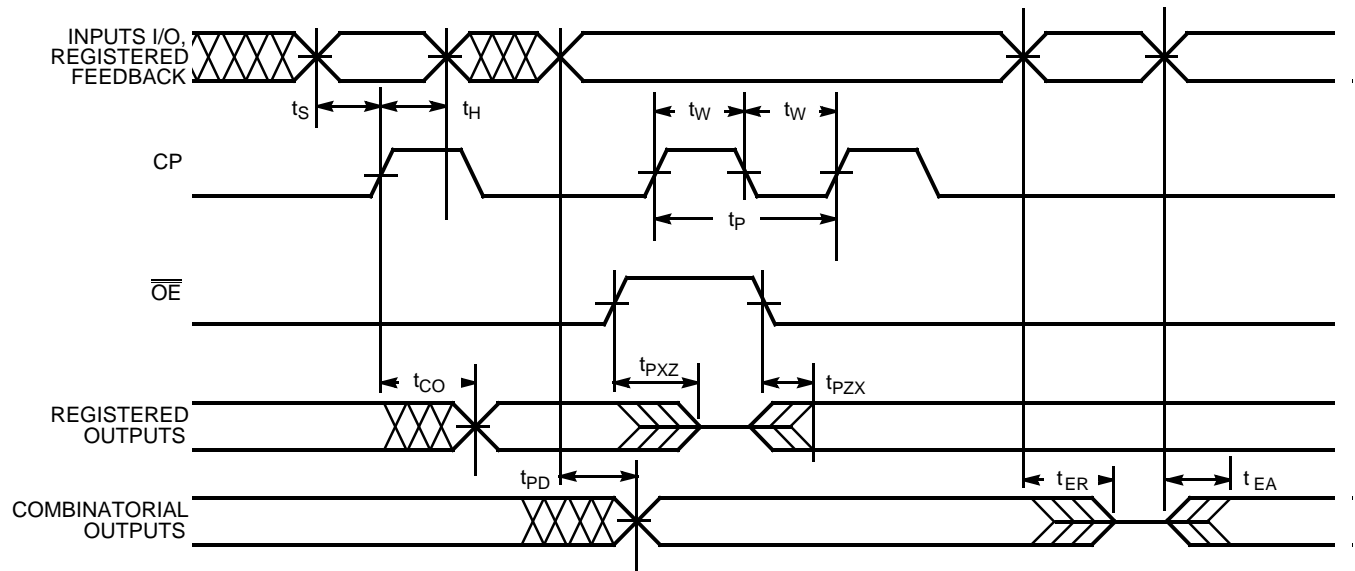 INPUTS I/O,
REGISTERED
FEEDBACK
tS
tH
tW
tW
CP
tP
OE
tCO
tPXZ
tPZX
REGISTERED
OUTPUTS
tPD
tER
tEA
COMBINATORIAL
OUTPUTS